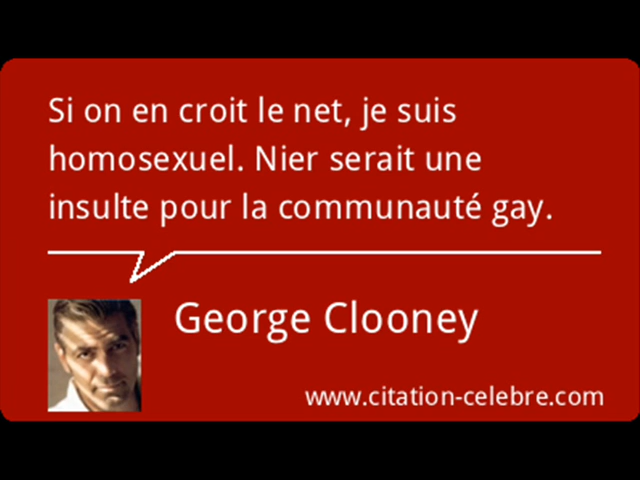 Si on en croit le net, je suis
homosexuel. Nier serait une
insulte pour la communauté gay.
George Clooney
www.citation-celebre.com